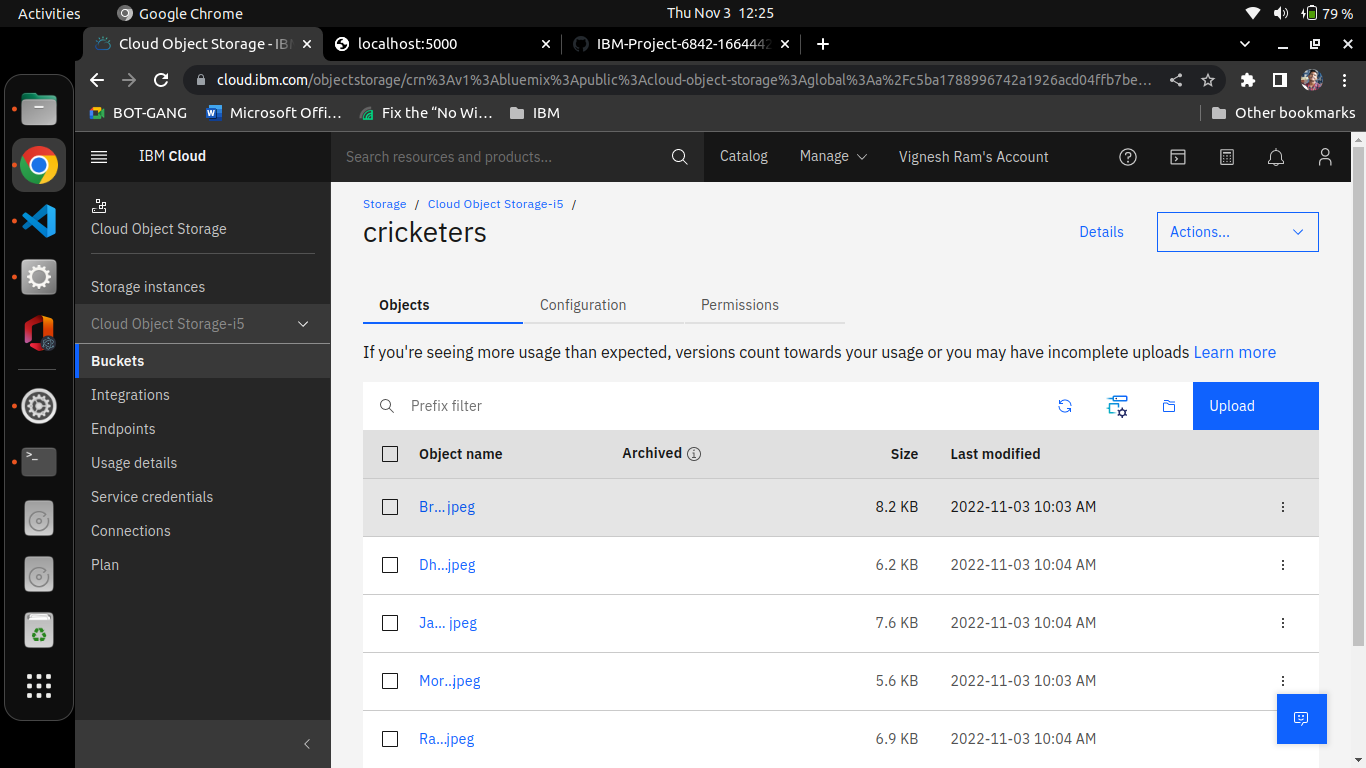 Activities Google Chrome Thu Nov 3 12:25 79 %
Cloud Object Storage - IB localhost:5000 IBM-Project-6842-1664442
cloud.ibm.com/objectstorage/crn%3Av1%3Abluemix%3Apublic%3Acloud-object-storage%3Aglobal%3Aa%2Fc5ba1788996742a1926acd04ffb7be...
BOT-GANG Microsoft Offi... Fix the “No Wi... IBM Other bookmarks
IBM Cloud Search resources and products... Catalog Manage Vignesh Ram's Account
Cloud Object Storage
Storage instances
Cloud Object Storage-i5
Buckets
Integrations
Endpoints
Usage details
Service credentials
Connections
Plan
Storage / Cloud Object Storage-i5 /
cricketers
Details Actions...
Objects Configuration Permissions
If you're seeing more usage than expected, versions count towards your usage or you may have incomplete uploads Learn more
Prefix filter Upload
Object name Archived Size Last modified
Br... jpeg 8.2 KB 2022-11-03 10:03 AM
Dh...jpeg 6.2 KB 2022-11-03 10:04 AM
Ja... jpeg 7.6 KB 2022-11-03 10:04 AM
Mor...jpeg 5.6 KB 2022-11-03 10:03 AM
Ra...jpeg 6.9 KB 2022-11-03 10:04 AM